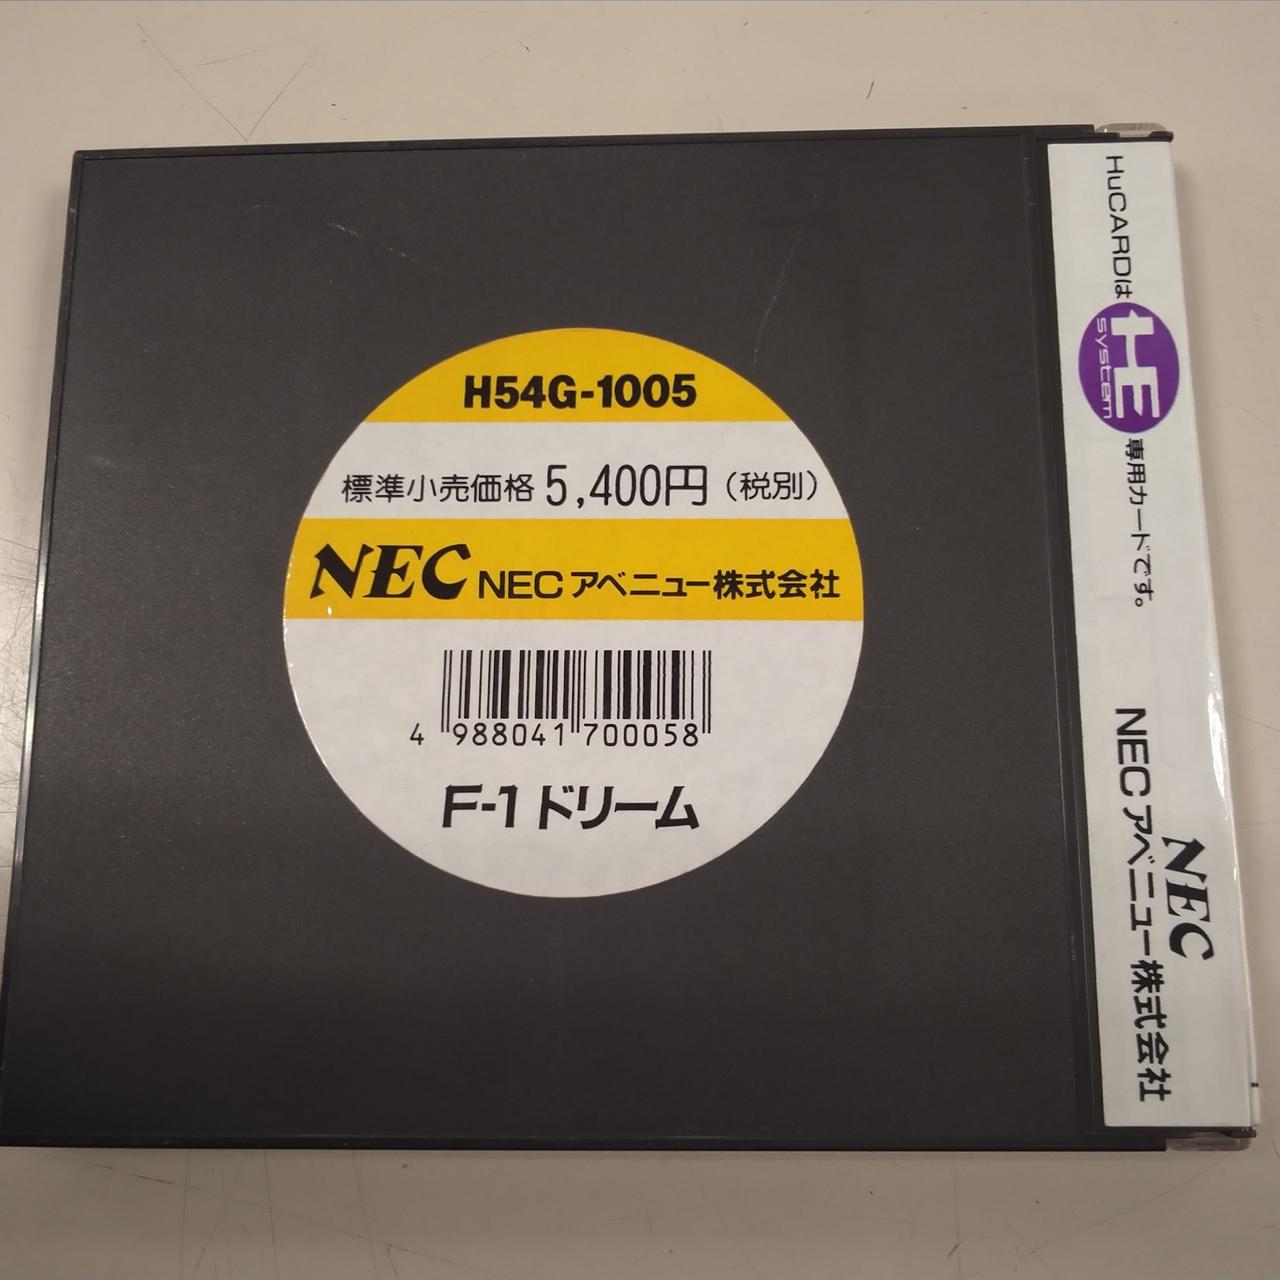 H54G-1005
標準小売価格 5,400円(税別)
NEC NECアベニュー株式会社
4 988041 700058
F-1ドリーム
HuCARDは HE system 専用カードです。
NEC
NECアベニュー株式会社